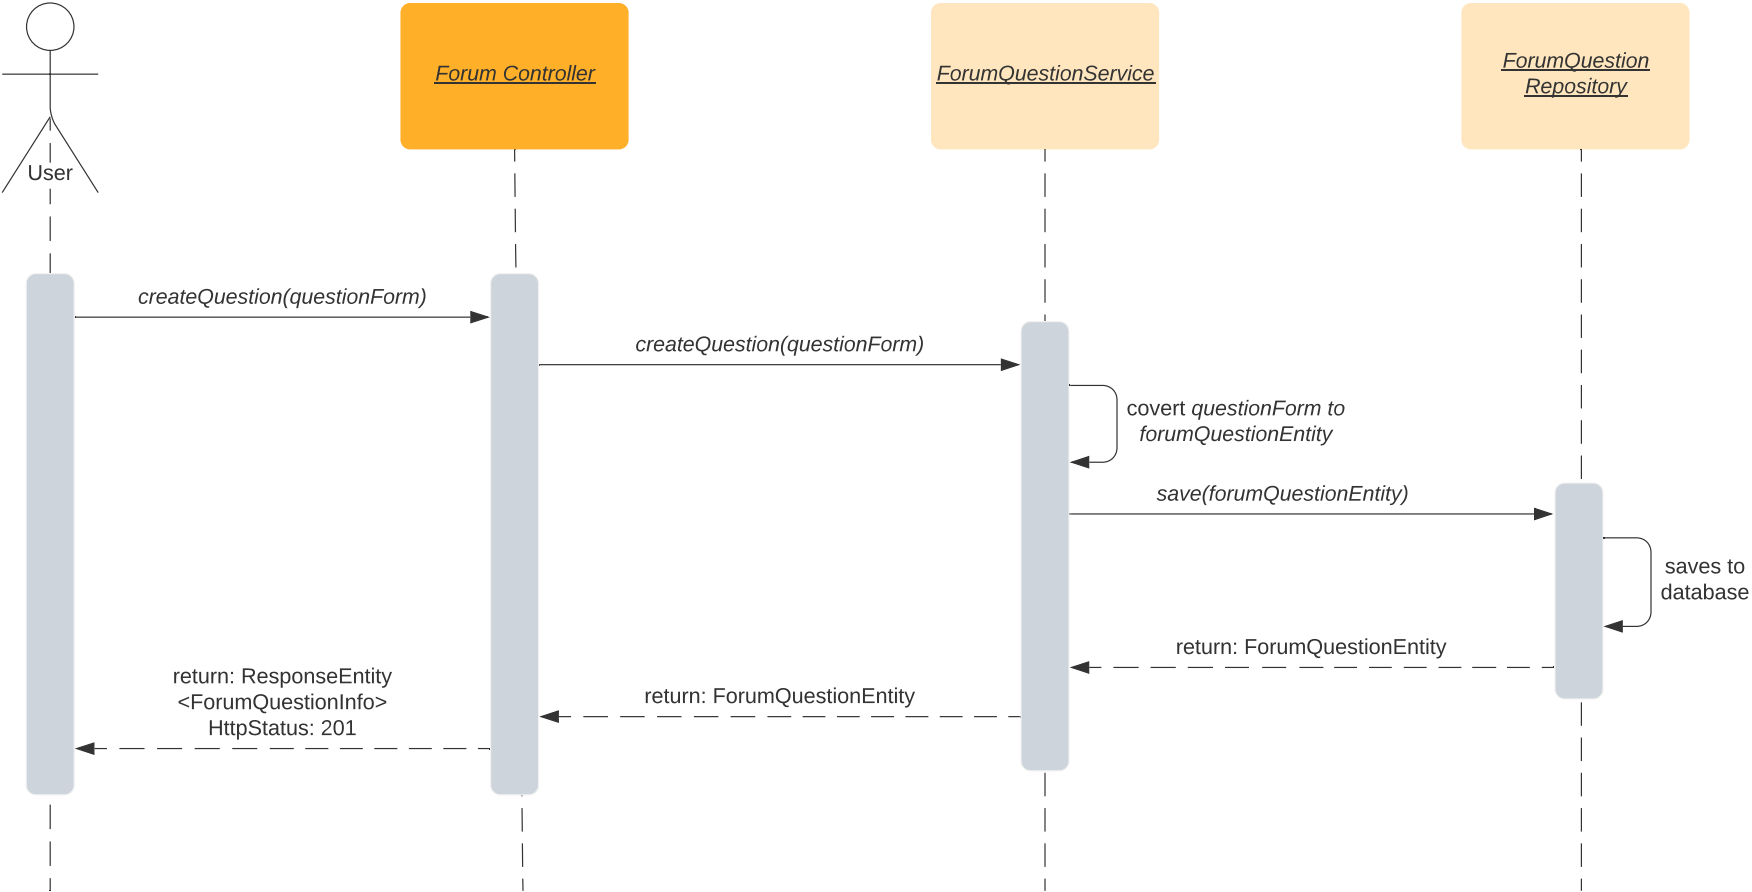 User
Forum Controller
ForumQuestionService
ForumQuestion
Repository
createQuestion(questionForm)
createQuestion(questionForm)
covert questionForm to
forumQuestionEntity
save(forumQuestionEntity)
saves to
database
return: ForumQuestionEntity
return: ForumQuestionEntity
return: ResponseEntity
<ForumQuestionInfo>
HttpStatus: 201